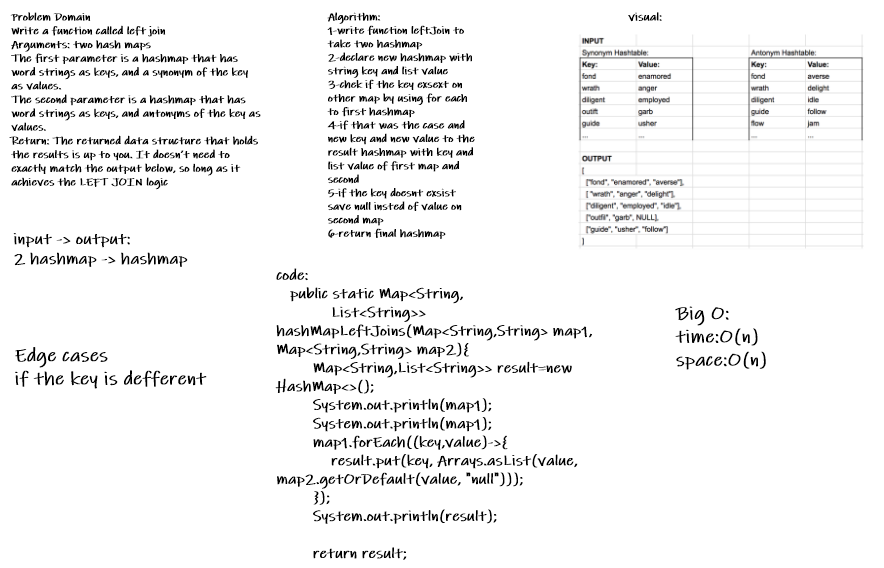 Problem Domain
Write a function called left join
Arguments: two hash maps
The first parameter is a hashmap that has
word strings as keys, and a synonym of the key
as values.
The second parameter is a hashmap that has
word strings as keys, and antonyms of the key as
values.
Return: The returned data structure that holds
the results is up to you. It doesn't need to
exactly match the output below, so long as it
achieves the LEFT JOIN logic
input -> output:
2 hashmap -> hashmap
Edge cases
if the key is defferent
Algorithm:
1-write function leftJoin to
take two hashmap
2-declare new hashmap with
string key and list value
3-chek if the key exsext on
other map by using for each
to first hashmap
4-if that was the case and
new key and new value to the
result hashmap with key and
list value of first map and
second
5-if the key doesnt exsist
save null insted of value on
second map
6-return final hashmap
visual:
INPUT
Synonym Hashtable: Antonym Hashtable:
Key: Value: Key: Value:
fond enamored fond averse
wrath anger wrath delight
diligent employed diligent idle
outfit garb guide follow
guide usher flow jam
... ... ... ...
OUTPUT
[
["fond", "enamored", "averse"],
["wrath", "anger", "delight"],
["diligent", "employed", "idle"],
["outfit", "garb", NULL],
["guide", "usher", "follow"]
]
code:
public static Map<String,
List<String>>
hashMapLeftJoins(Map<String,String> map1,
Map<String,String> map2){
Map<String,List<String>> result=new
HashMap<>();
System.out.println(map1);
System.out.println(map1);
map1.forEach((key,value)->{
result.put(key, Arrays.asList(value,
map2.getOrDefault(value, "null")));
});
System.out.println(result);
return result;
Big O:
time:O(n)
space:O(n)